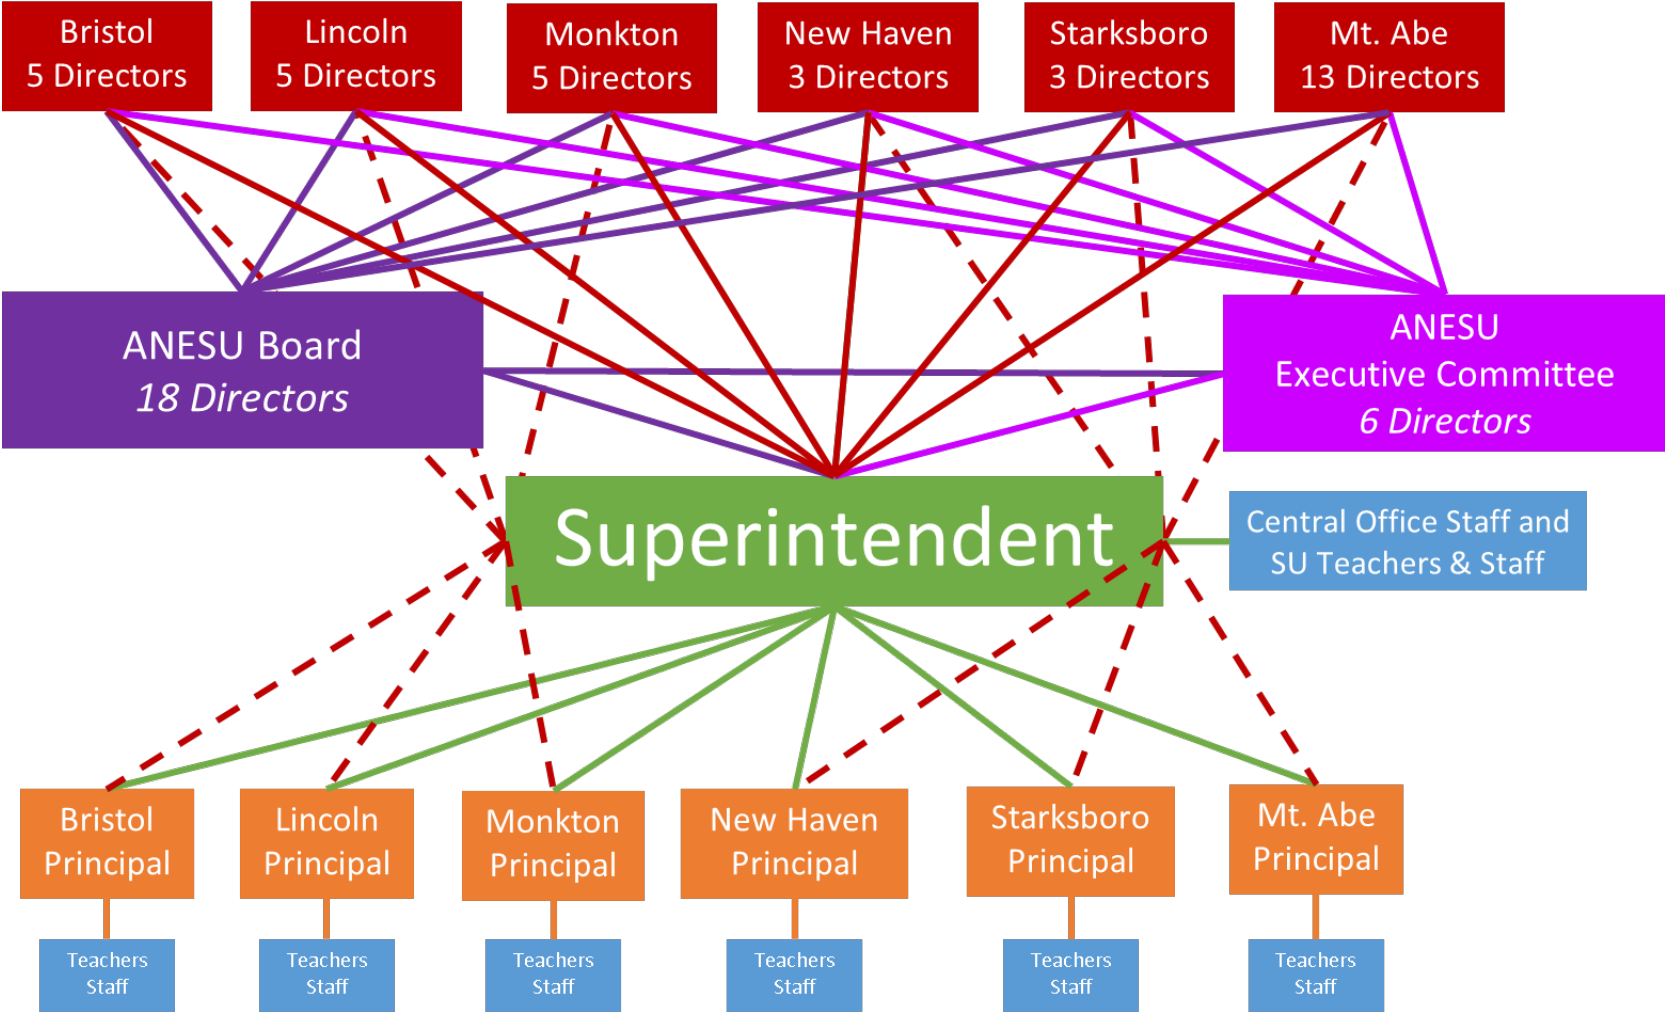 Bristol
5 Directors
Lincoln
5 Directors
Monkton
5 Directors
New Haven
3 Directors
Starksboro
3 Directors
Mt. Abe
13 Directors
ANESU Board
18 Directors
ANESU
Executive Committee
6 Directors
Superintendent
Central Office Staff and
SU Teachers & Staff
Bristol
Principal
Lincoln
Principal
Monkton
Principal
New Haven
Principal
Starksboro
Principal
Mt. Abe
Principal
Teachers
Staff
Teachers
Staff
Teachers
Staff
Teachers
Staff
Teachers
Staff
Teachers
Staff